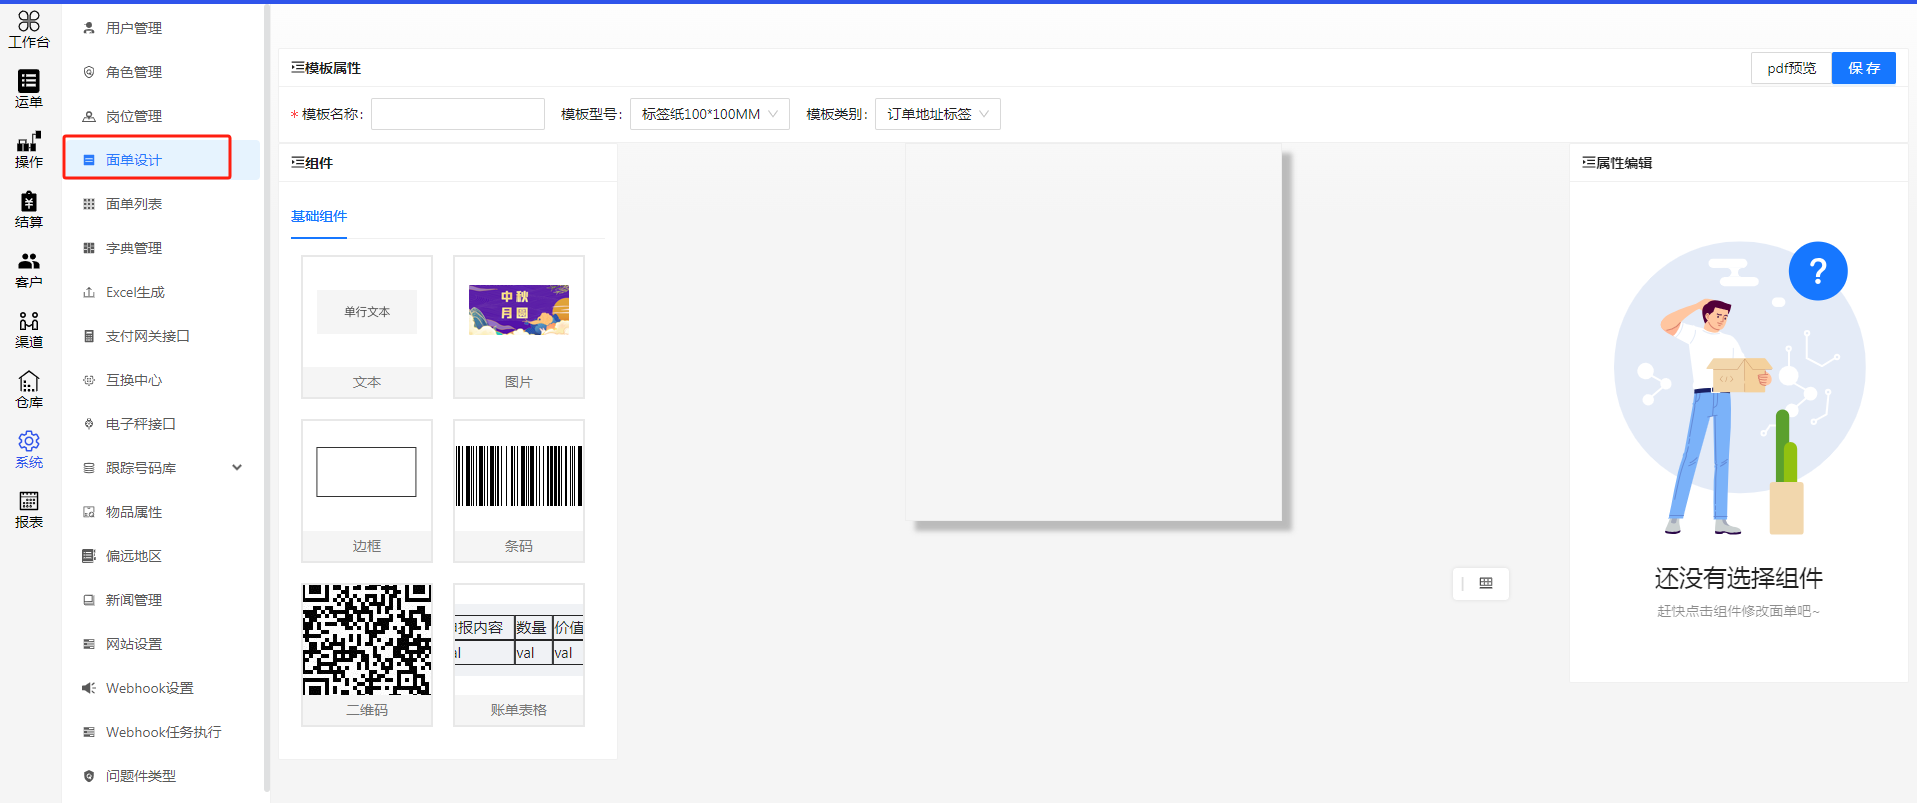 工作台
运单
操作
结算
客户
渠道
仓库
系统
报表
用户管理
角色管理
岗位管理
面单设计
面单列表
字典管理
Excel生成
支付网关接口
互换中心
电子秤接口
跟踪号码库
物品属性
偏远地区
新闻管理
网站设置
Webhook设置
Webhook任务执行
问题件类型
模板属性
pdf预览
保 存
* 模板名称:
模板型号: 标签纸100*100MM
模板类别: 订单地址标签
组件
基础组件
单行文本
文本
中秋
月圆
图片
边框
条码
二维码
报内容 数量 价值
al val val
账单表格
属性编辑
?
</>
还没有选择组件
赶快点击组件修改面单吧~